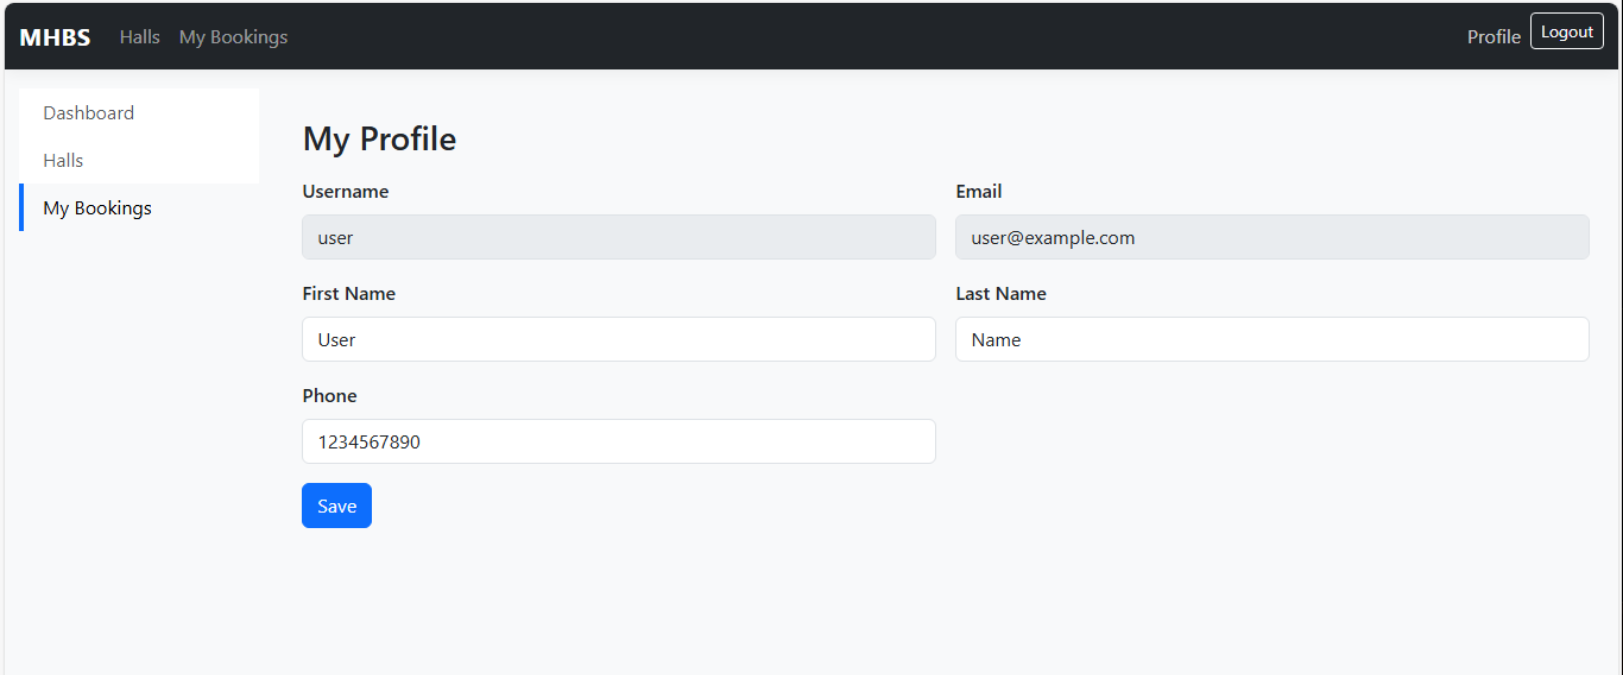 MHBS Halls My Bookings Profile Logout
Dashboard
Halls
My Bookings
My Profile
Username Email
user user@example.com
First Name Last Name
User Name
Phone
1234567890
Save